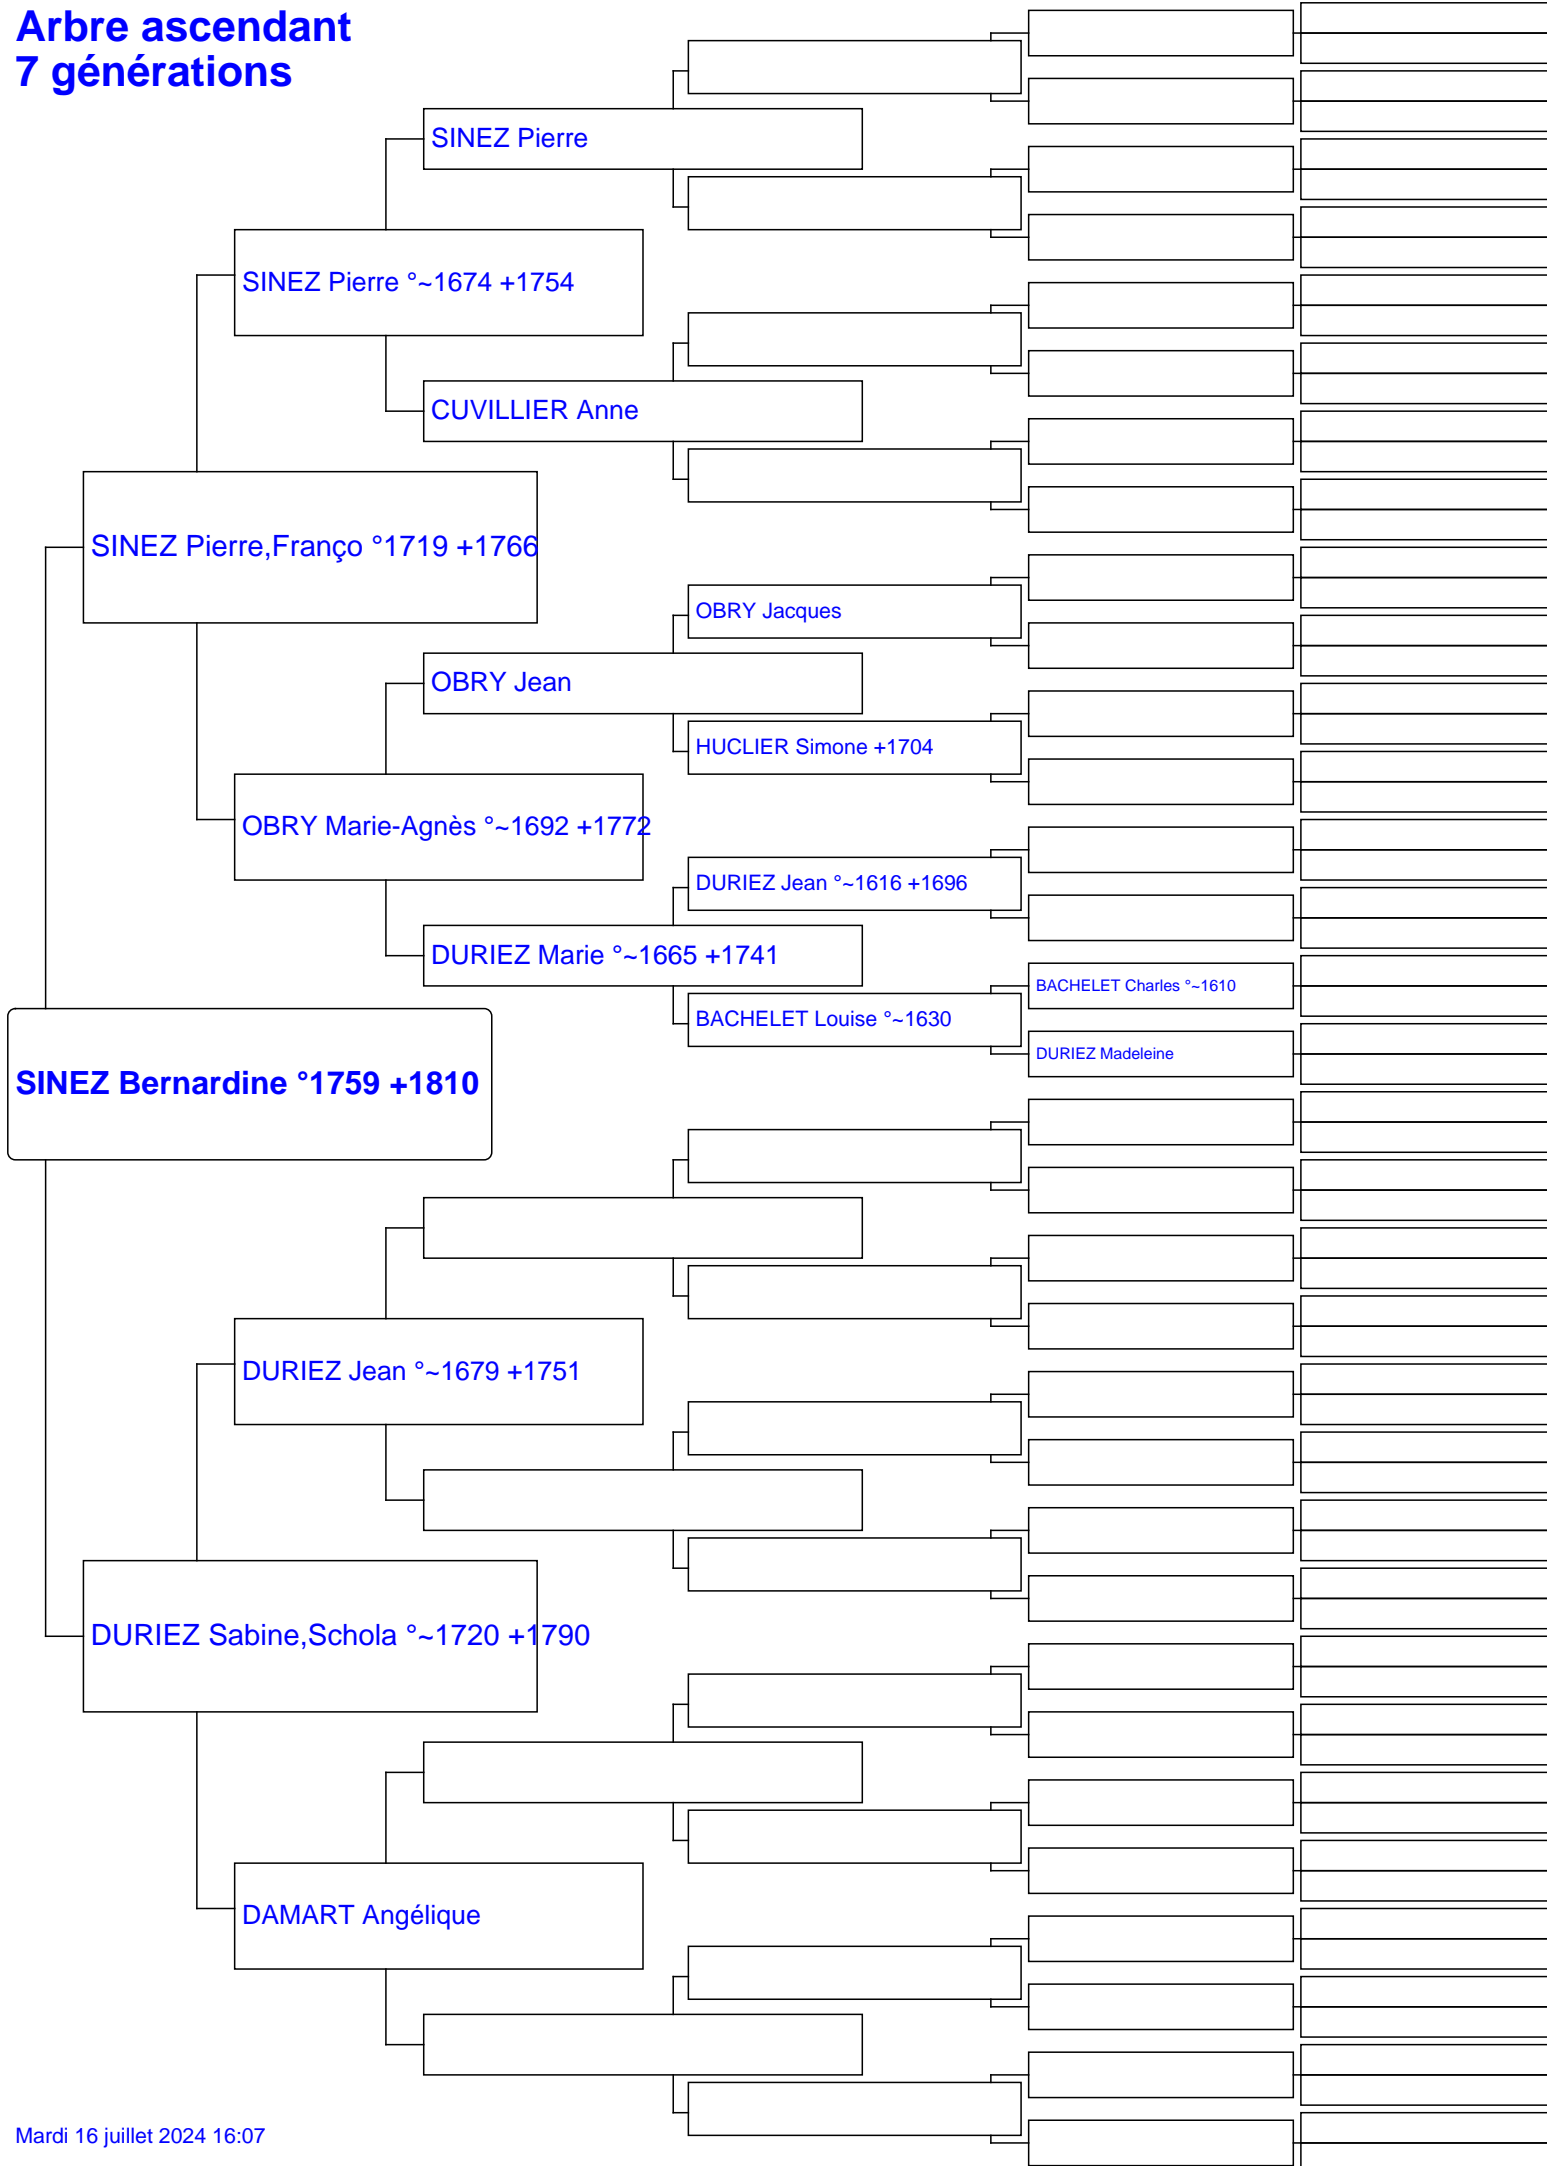 Arbre ascendant
7 générations
SINEZ Pierre
SINEZ Pierre °~1674 +1754
CUVILLIER Anne
SINEZ Pierre,Franço °1719 +1766
OBRY Jacques
OBRY Jean
HUCLIER Simone +1704
OBRY Marie-Agnès °~1692 +1772
DURIEZ Jean °~1616 +1696
DURIEZ Marie °~1665 +1741
BACHELET Charles °~1610
BACHELET Louise °~1630
DURIEZ Madeleine
SINEZ Bernardine °1759 +1810
DURIEZ Jean °~1679 +1751
DURIEZ Sabine,Schola °~1720 +1790
DAMART Angélique
Mardi 16 juillet 2024 16:07